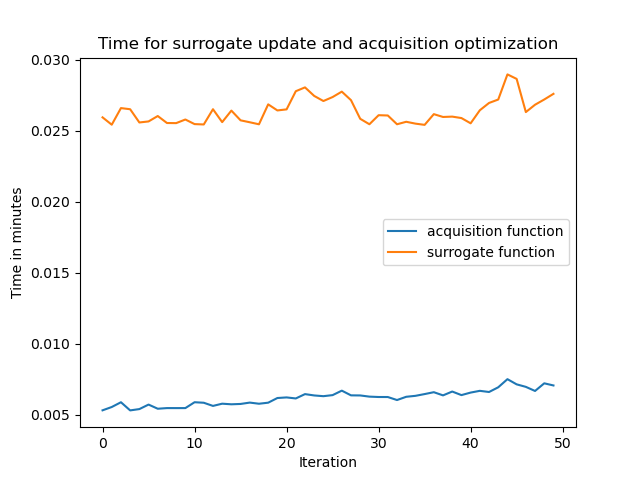 Time for surrogate update and acquisition optimization
0.030
0.025
0.020
0.015
0.010
0.005
Time in minutes
acquisition function
surrogate function
0 10 20 30 40 50
Iteration